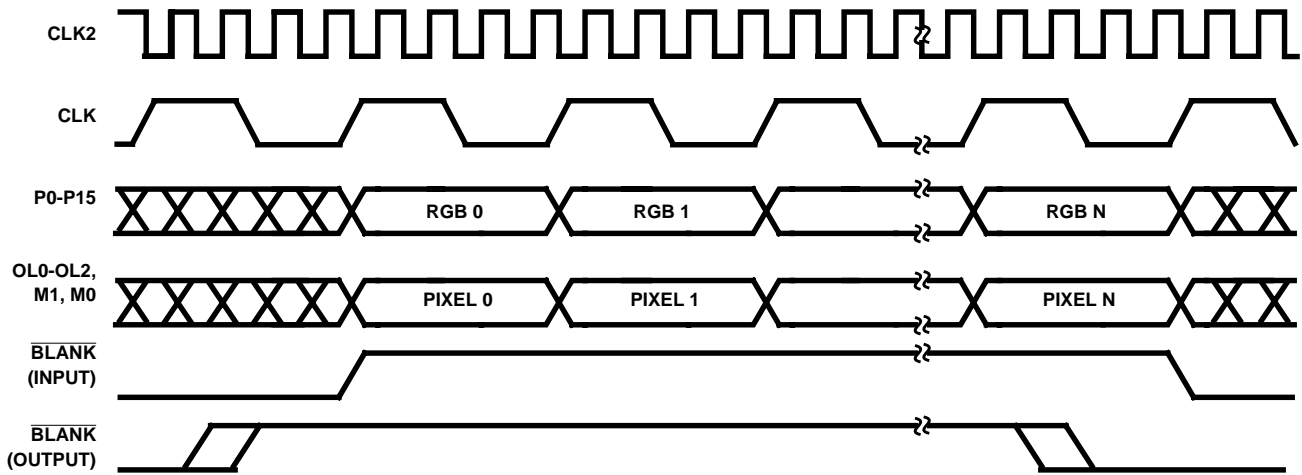 CLK2
CLK
P0-P15
RGB 0 RGB 1 RGB N
OL0-OL2,
M1, M0
PIXEL 0 PIXEL 1 PIXEL N
BLANK
(INPUT)
BLANK
(OUTPUT)